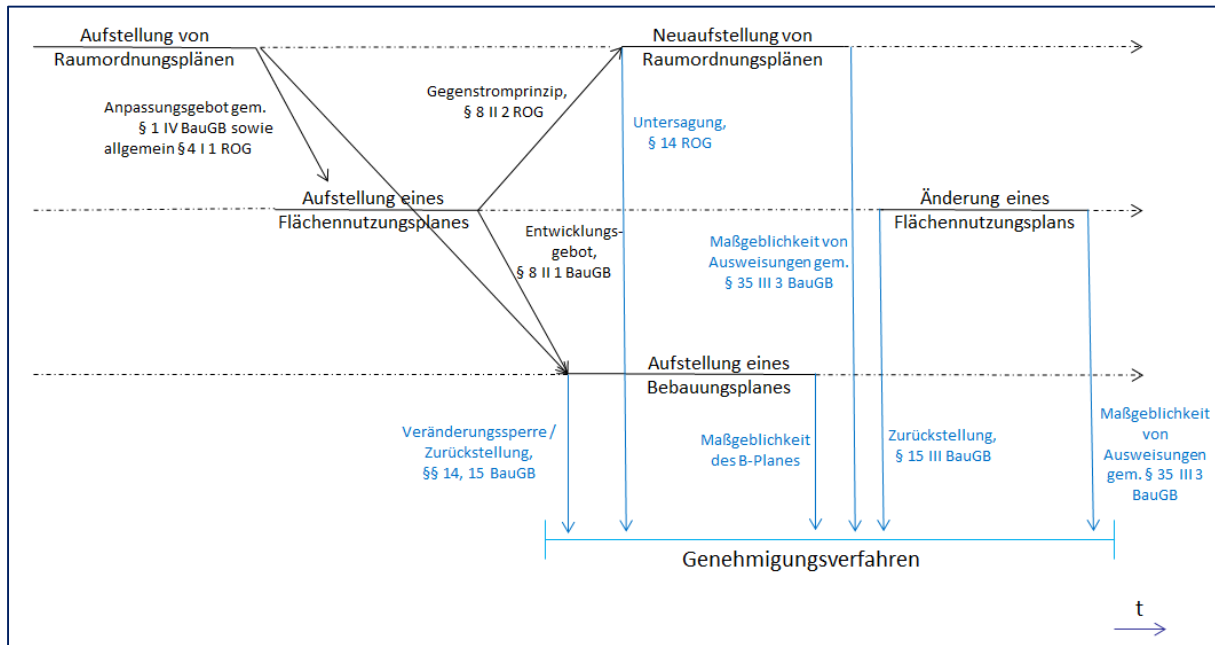 Aufstellung von
Raumordnungsplänen
Neuaufstellung von
Raumordnungsplänen
Anpassungsgebot gem.
§ 1 IV BauGB sowie
allgemein §4 I 1 ROG
Gegenstromprinzip,
§ 8 II 2 ROG
Untersagung,
§ 14 ROG
Aufstellung eines
Flächennutzungsplanes
Änderung eines
Flächennutzungsplans
Entwicklungs-
gebot,
§ 8 II 1 BauGB
Maßgeblichkeit von
Ausweisungen gem.
§ 35 III 3 BauGB
Aufstellung eines
Bebauungsplanes
Veränderungssperre /
Zurückstellung,
§§ 14, 15 BauGB
Maßgeblichkeit
des B-Planes
Zurückstellung,
§ 15 III BauGB
Maßgeblichkeit
von
Ausweisungen
gem. § 35 III 3
BauGB
Genehmigungsverfahren
t